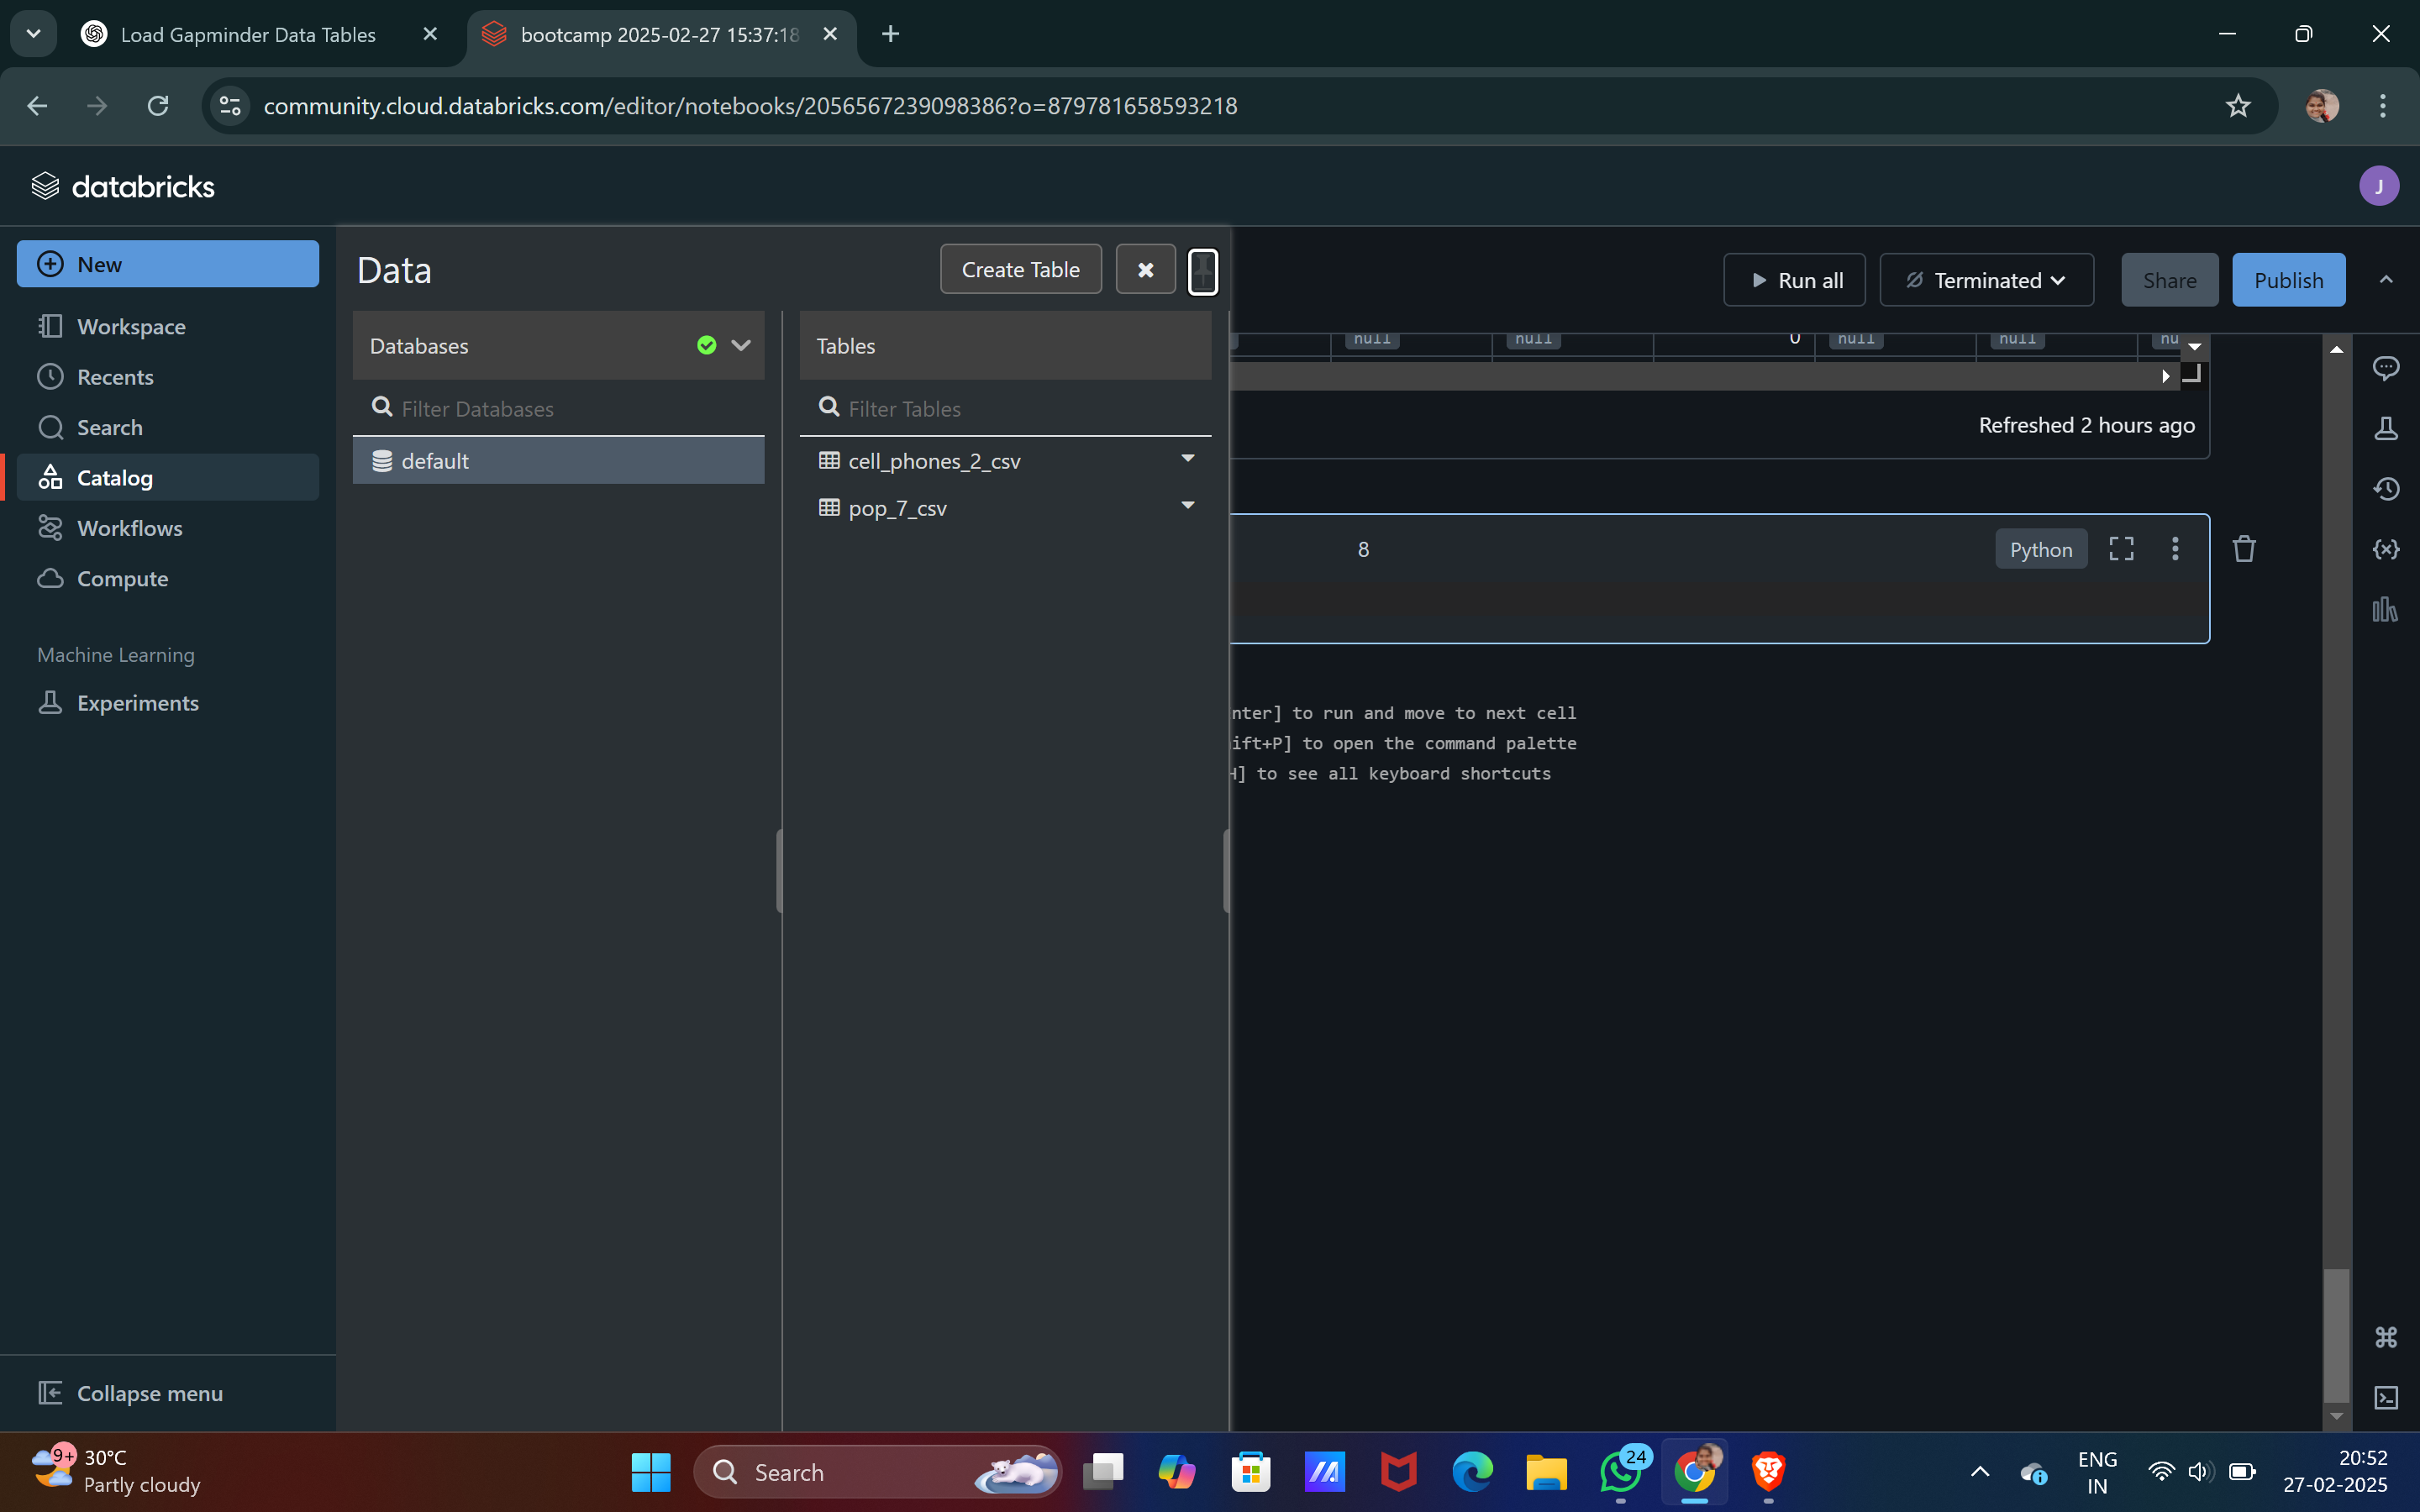 Load Gapminder Data Tables
bootcamp 2025-02-27 15:37:18
community.cloud.databricks.com/editor/notebooks/2056567239098386?o=879781658593218
databricks
J
New
Workspace
Recents
Search
Catalog
Workflows
Compute
Machine Learning
Experiments
Collapse menu
Data
Create Table
Databases
Filter Databases
default
Tables
Filter Tables
cell_phones_2_csv
pop_7_csv
Run all
Terminated
Share
Publish
null null 0 null null nu
Refreshed 2 hours ago
8
Python
nter] to run and move to next cell
ift+P] to open the command palette
H] to see all keyboard shortcuts
9+
30°C
Partly cloudy
Search
24
ENG
IN
20:52
27-02-2025